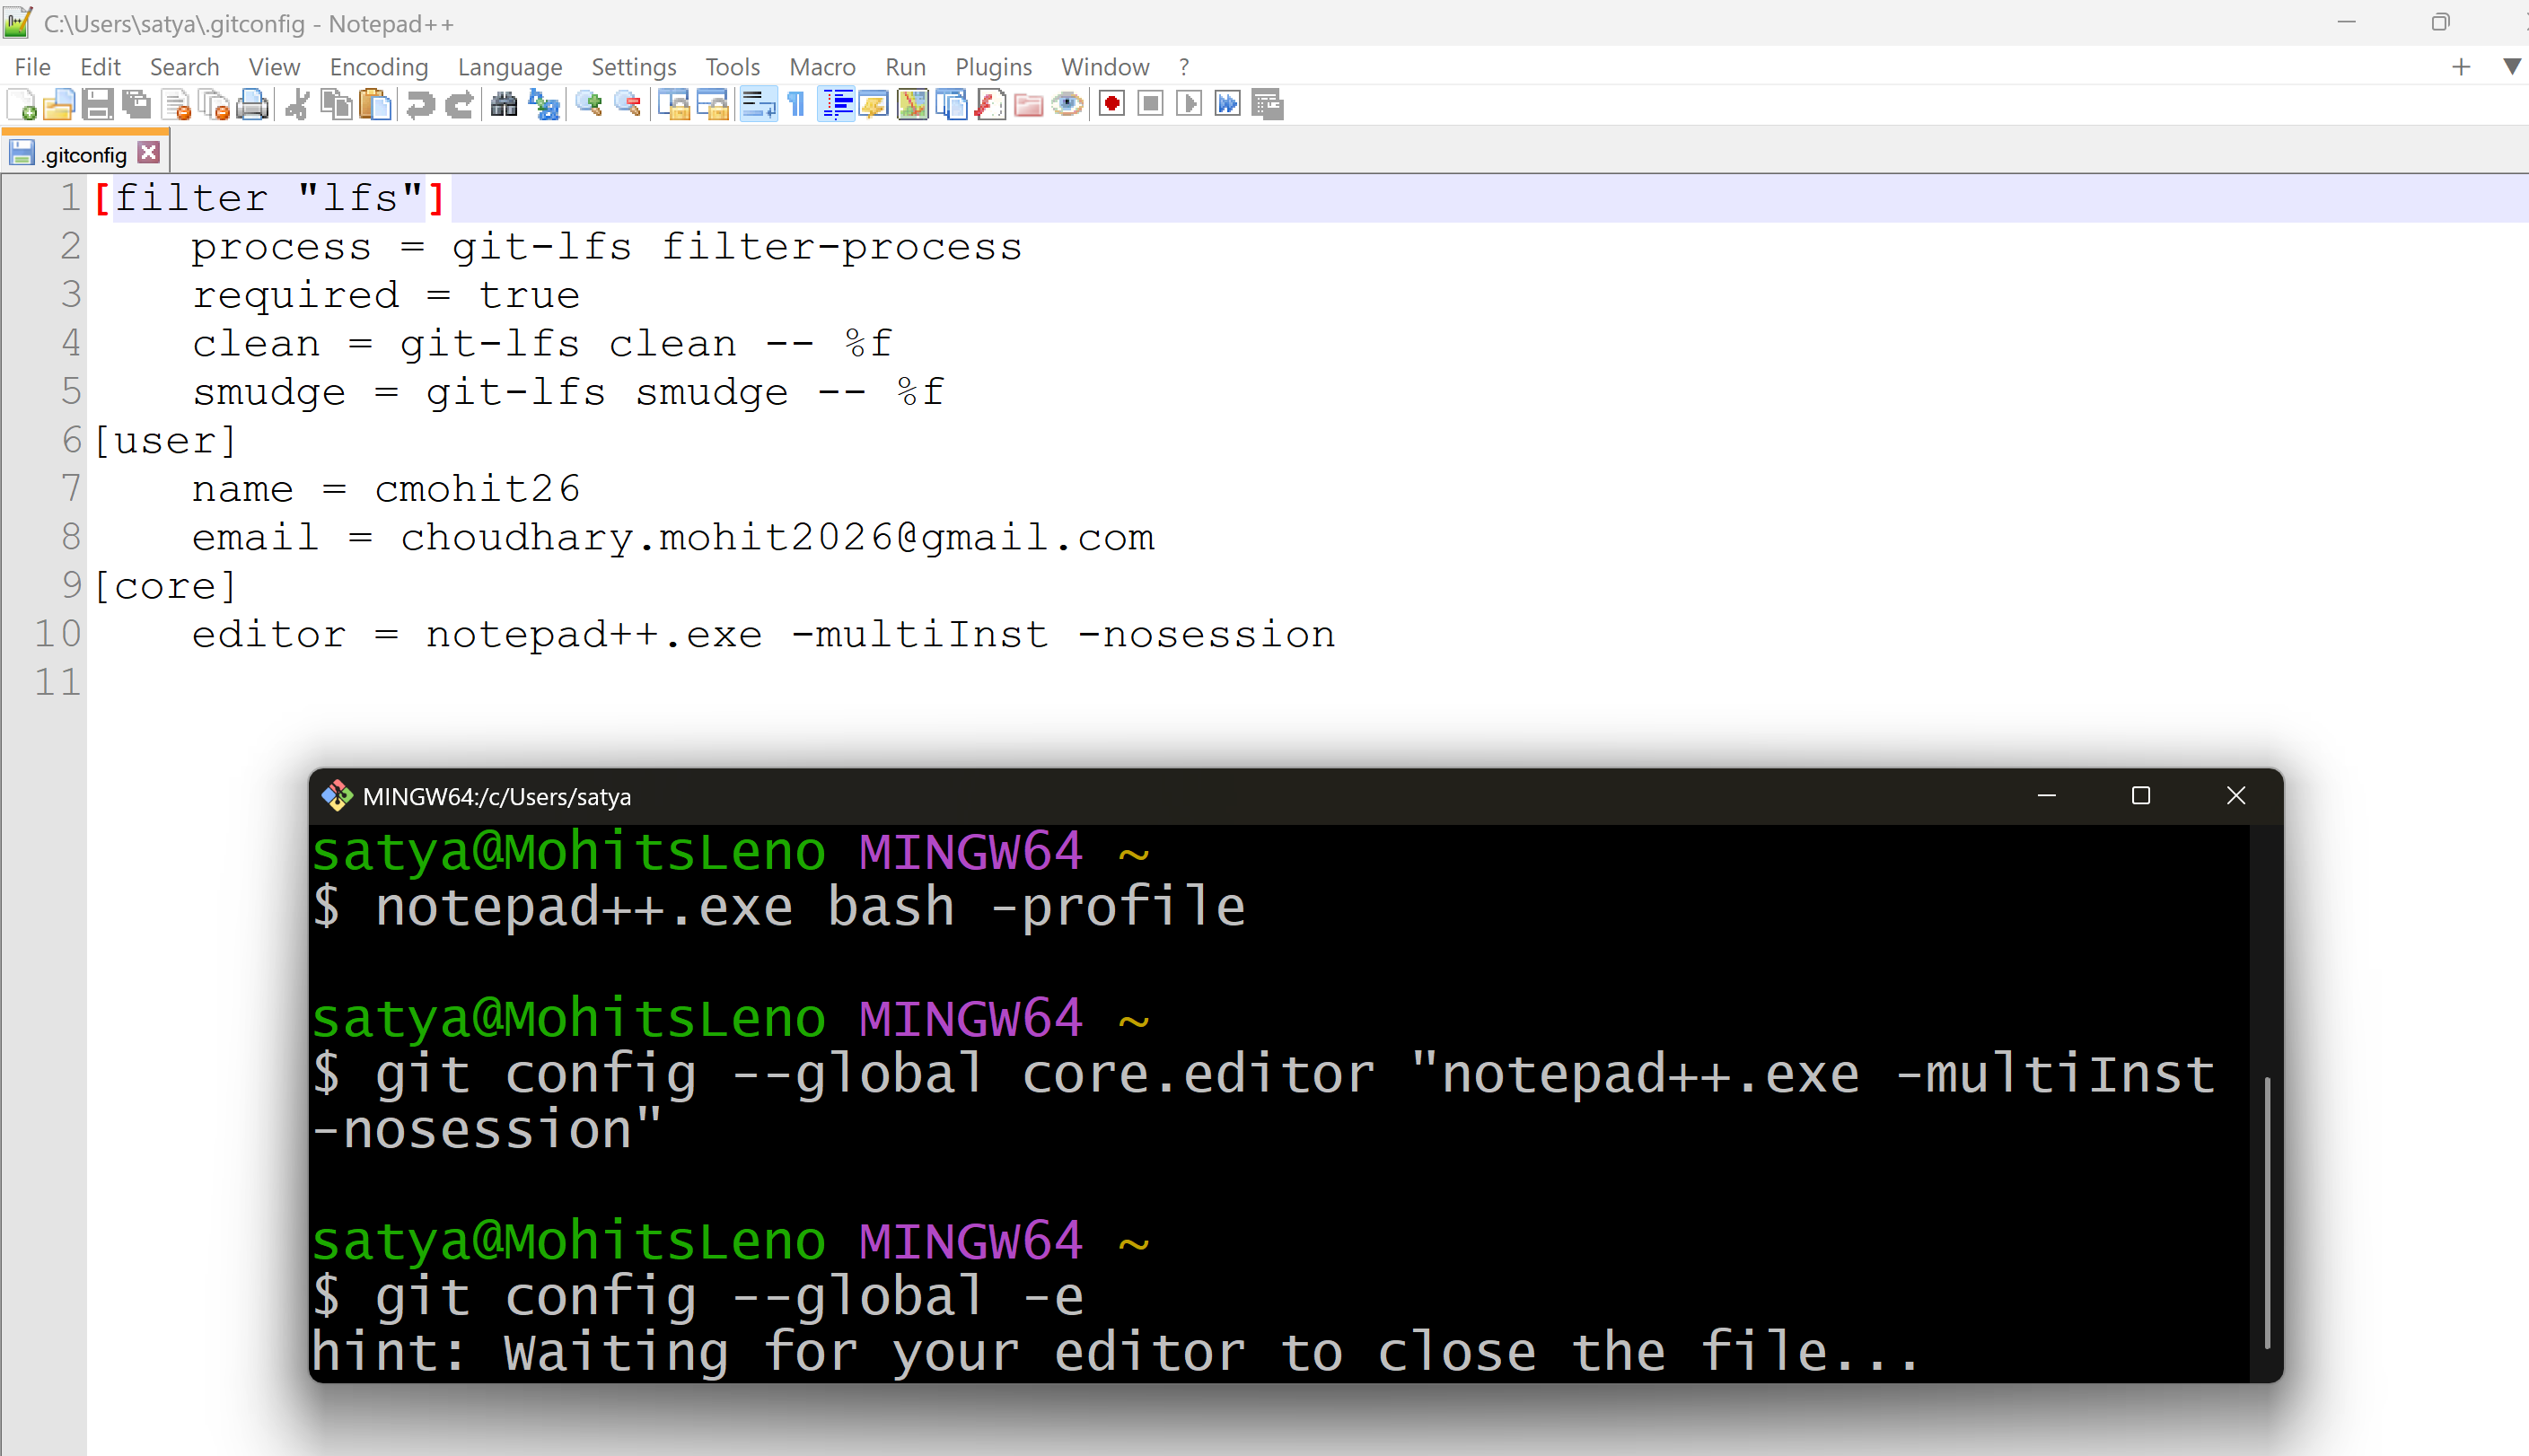 C:\Users\satya\.gitconfig - Notepad++
File Edit Search View Encoding Language Settings Tools Macro Run Plugins Window ?
.gitconfig
1 [filter "lfs"]
2 process = git-lfs filter-process
3 required = true
4 clean = git-lfs clean -- %f
5 smudge = git-lfs smudge -- %f
6 [user]
7 name = cmohit26
8 email = choudhary.mohit2026@gmail.com
9 [core]
10 editor = notepad++.exe -multiInst -nosession
11
MINGW64:/c/Users/satya
satya@MohitsLeno MINGW64 ~
$ notepad++.exe bash -profile
satya@MohitsLeno MINGW64 ~
$ git config --global core.editor "notepad++.exe -multiInst
-nosession"
satya@MohitsLeno MINGW64 ~
$ git config --global -e
hint: Waiting for your editor to close the file...